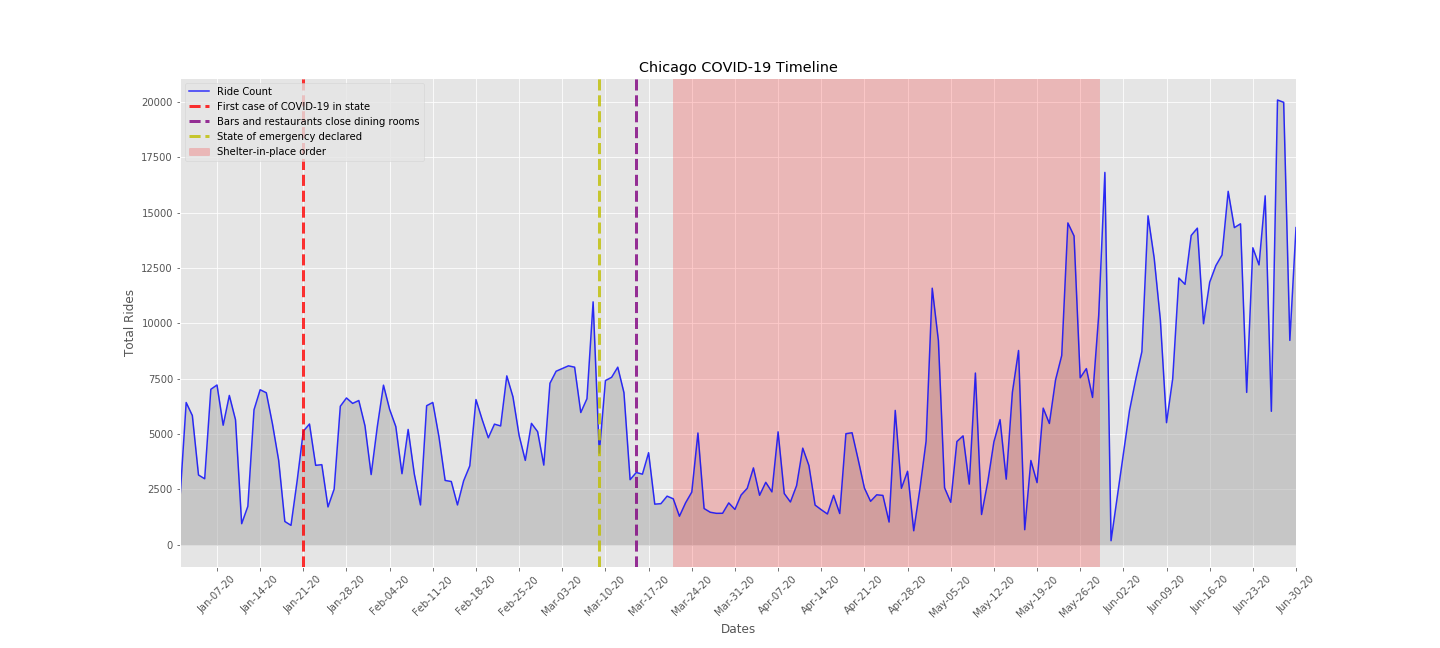 Chicago COVID-19 Timeline
Ride Count
First case of COVID-19 in state
Bars and restaurants close dining rooms
State of emergency declared
Shelter-in-place order
20000
17500
15000
12500
10000
7500
5000
2500
0
Total Rides
Jan-07-20
Jan-14-20
Jan-21-20
Jan-28-20
Feb-04-20
Feb-11-20
Feb-18-20
Feb-25-20
Mar-03-20
Mar-10-20
Mar-17-20
Mar-24-20
Mar-31-20
Apr-07-20
Apr-14-20
Apr-21-20
Apr-28-20
May-05-20
May-12-20
May-19-20
May-26-20
Jun-02-20
Jun-09-20
Jun-16-20
Jun-23-20
Jun-30-20
Dates